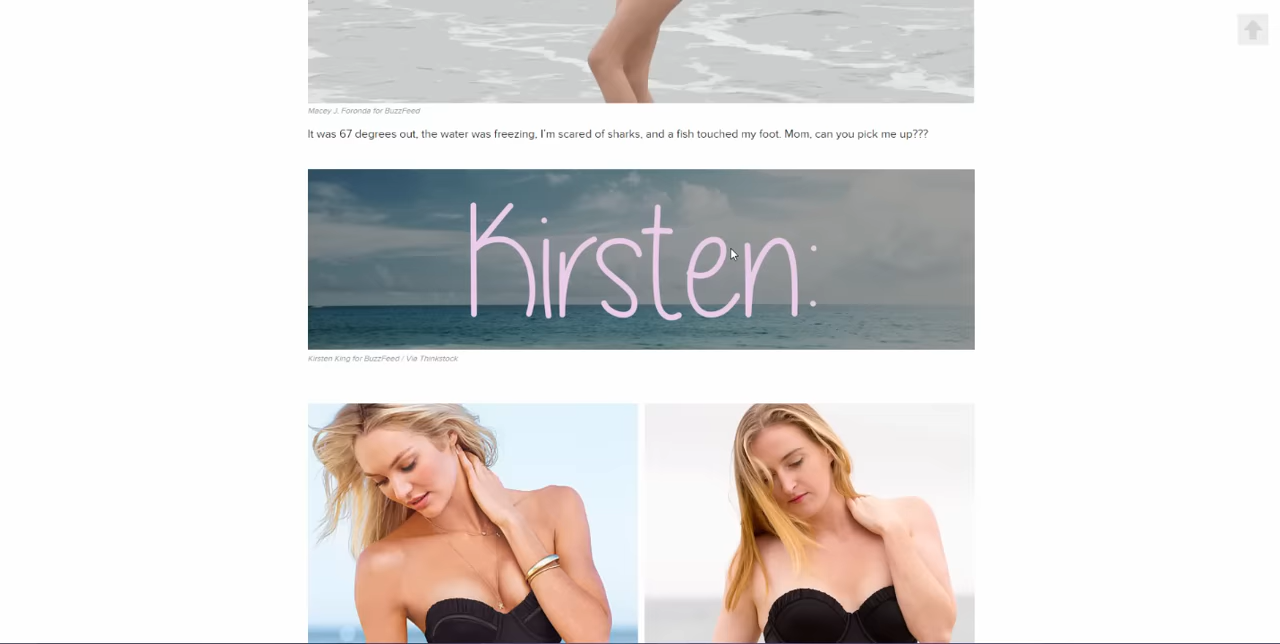 Macey J. Foronda for BuzzFeed
It was 67 degrees out, the water was freezing, I'm scared of sharks, and a fish touched my foot. Mom, can you pick me up???
Kirsten:
Kirsten King for BuzzFeed / Via Thinkstock